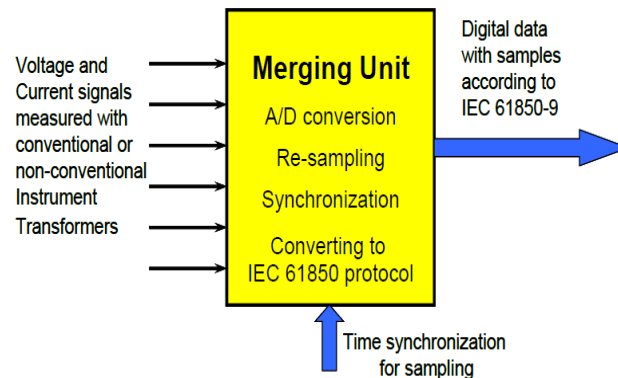 Voltage and
Current signals
measured with
conventional or
non-conventional
Instrument
Transformers
Merging Unit
A/D conversion
Re-sampling
Synchronization
Converting to
IEC 61850 protocol
Digital data
with samples
according to
IEC 61850-9
Time synchronization
for sampling